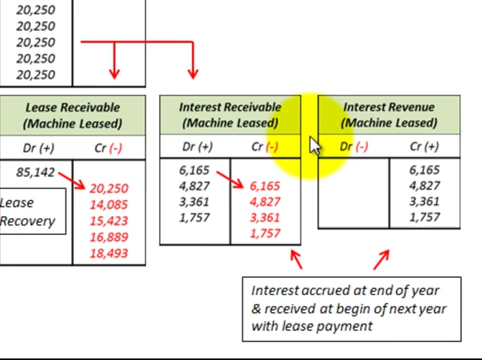 20,250
20,250
20,250
20,250
20,250
Lease Receivable
(Machine Leased)
Dr (+) Cr (-)
85,142
20,250
14,085
15,423
16,889
18,493
Lease
Recovery
Interest Receivable
(Machine Leased)
Dr (+) Cr (-)
6,165
4,827 6,165
3,361 4,827
1,757 3,361
1,757
Interest Revenue
(Machine Leased)
Dr (-) Cr (+)
6,165
4,827
3,361
1,757
Interest accrued at end of year
& received at begin of next year
with lease payment